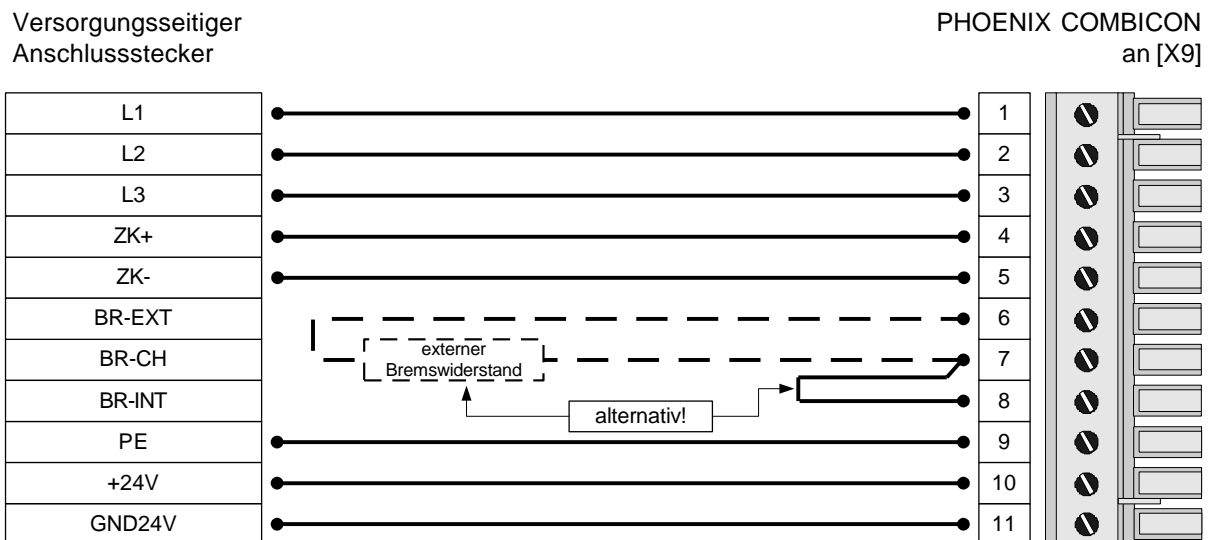 Versorgungsseitiger
Anschlussstecker
PHOENIX COMBICON
an [X9]
L1 1
L2 2
L3 3
ZK+ 4
ZK- 5
BR-EXT 6
externer
Bremswiderstand
BR-CH 7
BR-INT 8
alternativ!
PE 9
+24V 10
GND24V 11